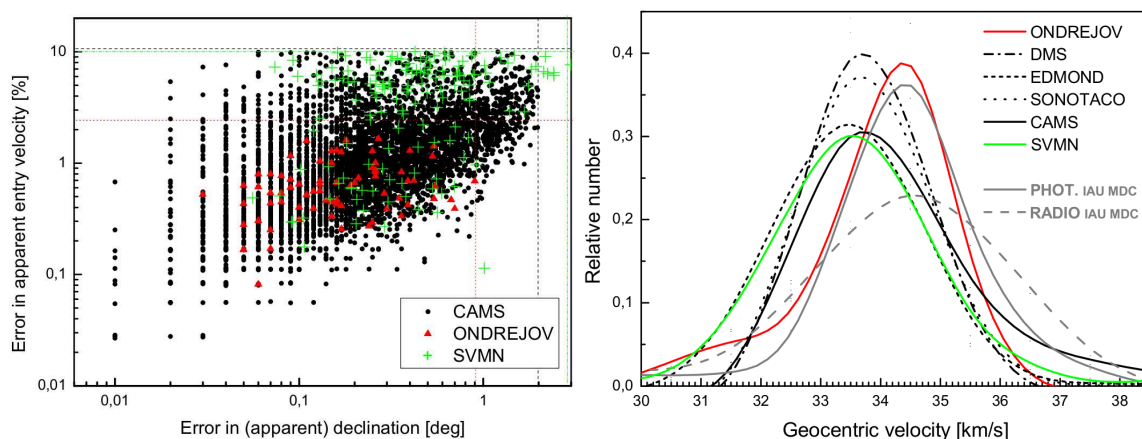 Error in apparent entry velocity [%]
10
1
0,1
0,01
0,01
0,1
1
Error in (apparent) declination [deg]
CAMS
ONDREJOV
SVMN
Relative number
0,4
0,3
0,2
0,1
0,0
30 31 32 33 34 35 36 37 38
Geocentric velocity [km/s]
ONDREJOV
DMS
EDMOND
SONOTACO
CAMS
SVMN
PHOT. IAU MDC
RADIO IAU MDC